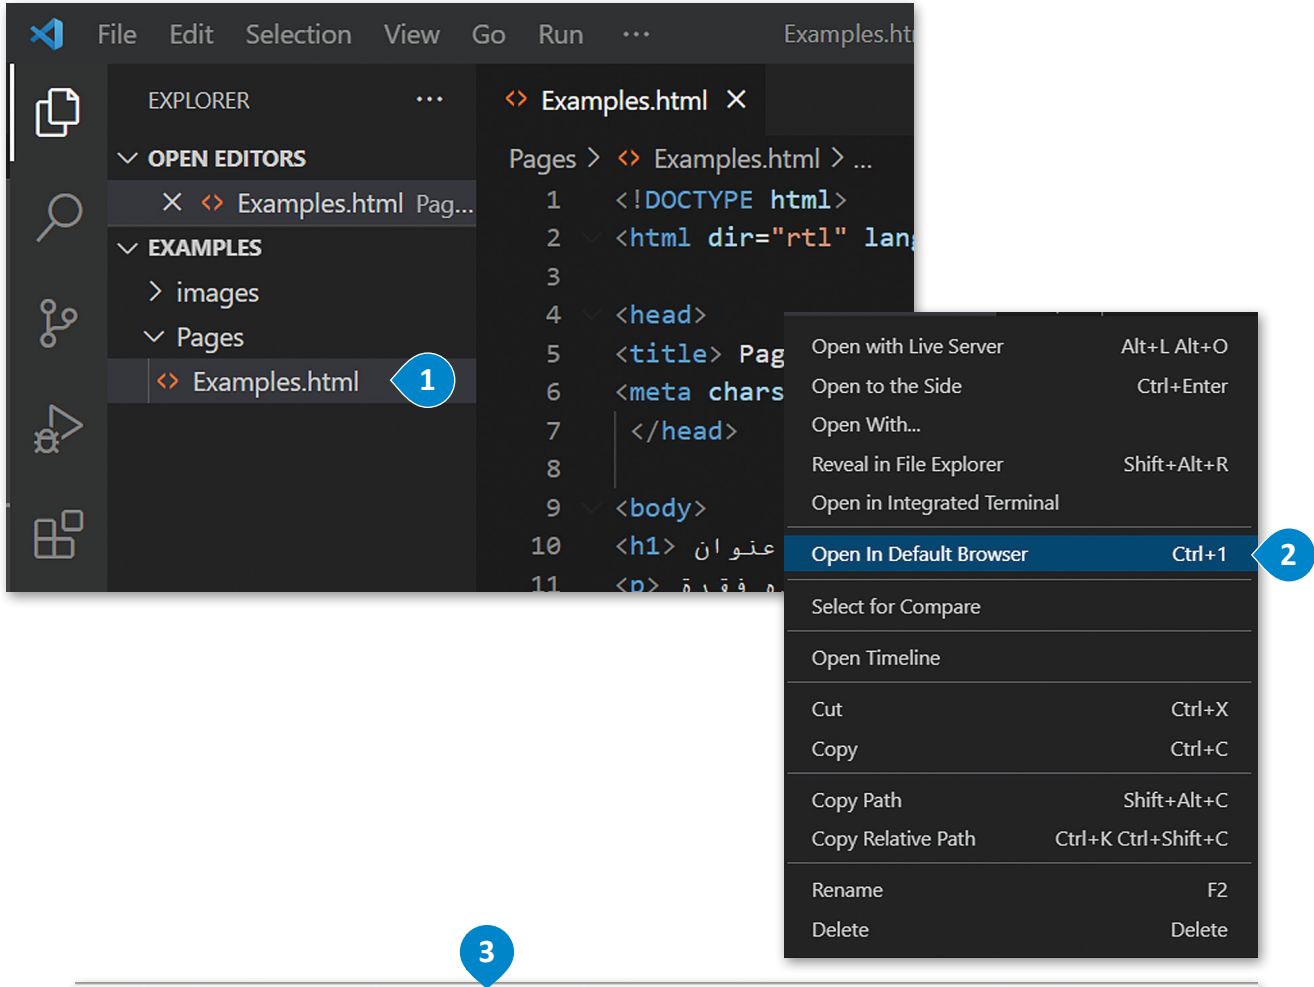 File Edit Selection View Go Run ··· Examples.ht
EXPLORER ···
OPEN EDITORS
Examples.html Pag...
EXAMPLES
images
Pages
Examples.html
1
Examples.html
Pages > Examples.html > ...
1 <!DOCTYPE html>
2 <html dir="rtl" lang
3
4 <head>
5 <title> Pag
6 <meta chars
7 </head>
8
9 <body>
10 <h1> عنوان
11 <p> ه فقرة
Open with Live Server Alt+L Alt+O
Open to the Side Ctrl+Enter
Open With...
Reveal in File Explorer Shift+Alt+R
Open in Integrated Terminal
Open In Default Browser Ctrl+1
2
Select for Compare
Open Timeline
Cut Ctrl+X
Copy Ctrl+C
Copy Path Shift+Alt+C
Copy Relative Path Ctrl+K Ctrl+Shift+C
Rename F2
Delete Delete
3